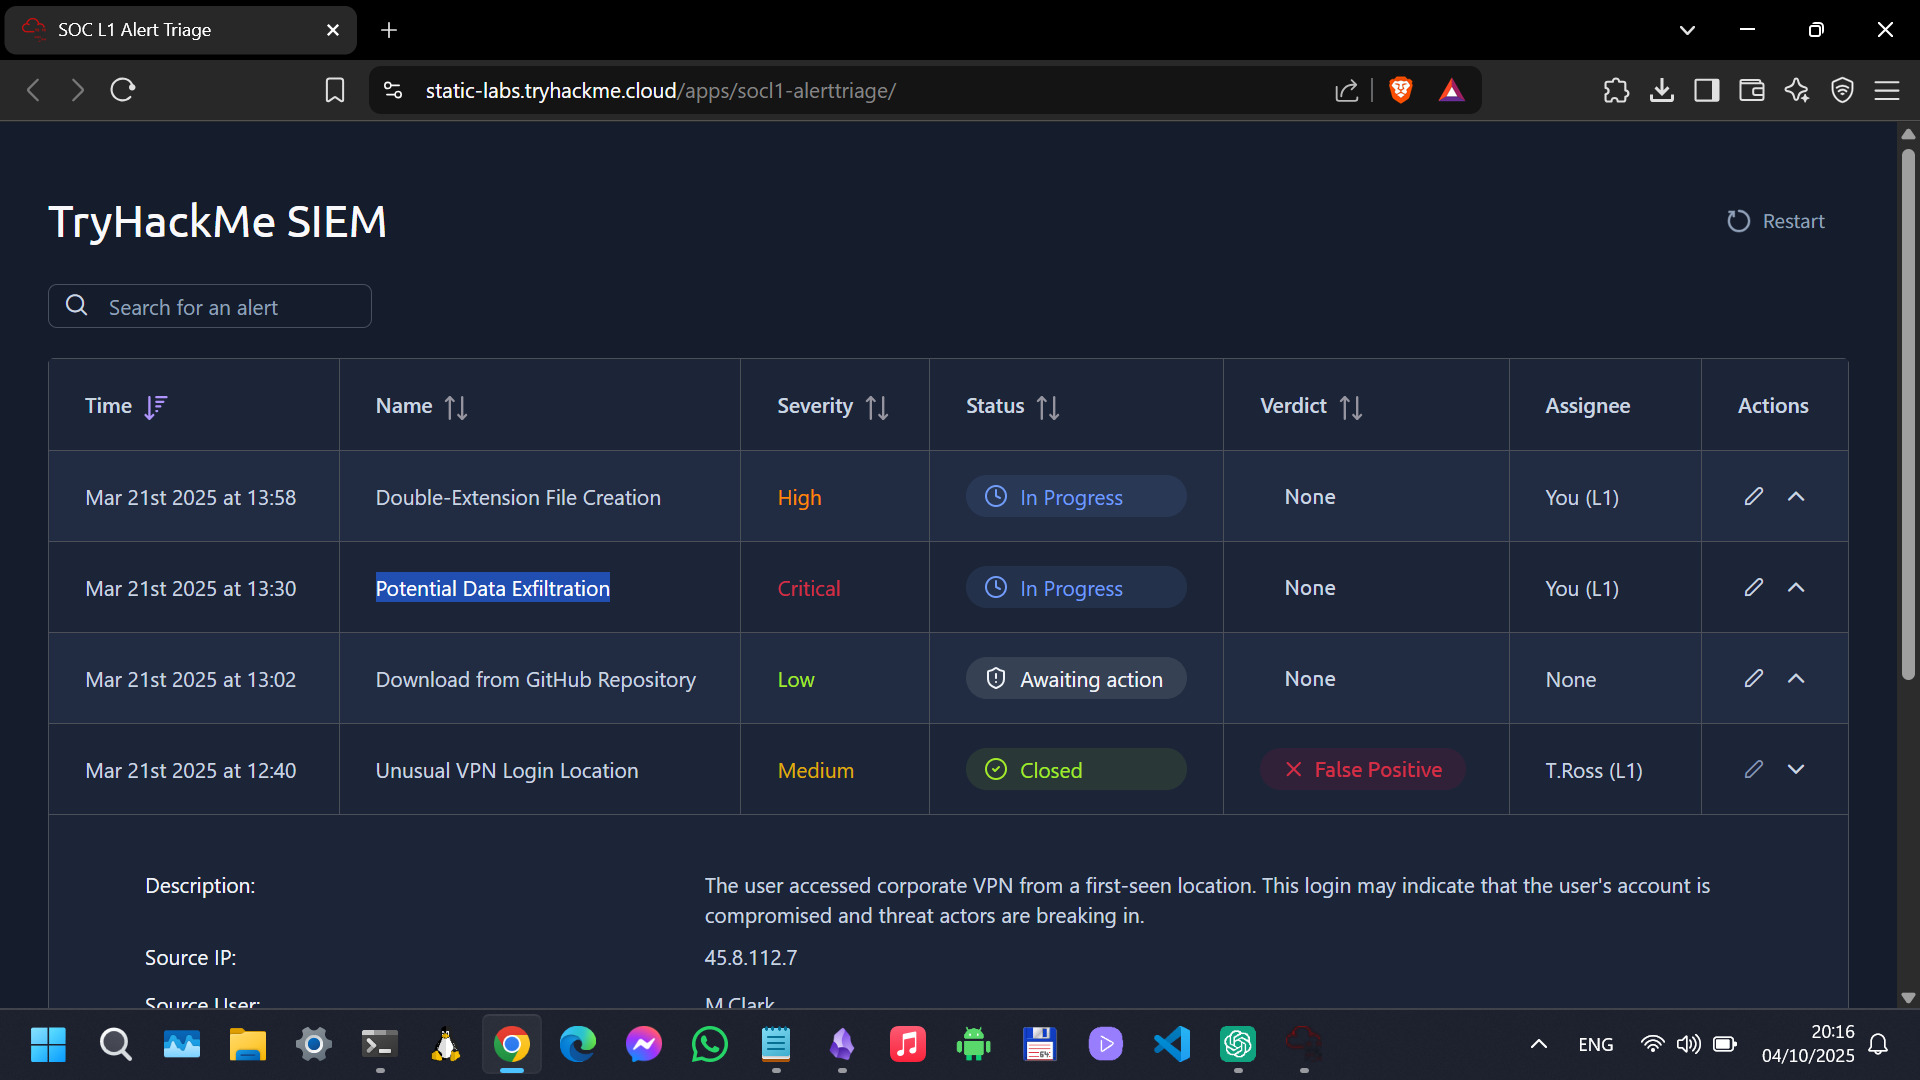 SOC L1 Alert Triage
static-labs.tryhackme.cloud/apps/socl1-alerttriage/
TryHackMe SIEM
Restart
Search for an alert
Time Name Severity Status Verdict Assignee Actions
Mar 21st 2025 at 13:58 Double-Extension File Creation High In Progress None You (L1)
Mar 21st 2025 at 13:30 Potential Data Exfiltration Critical In Progress None You (L1)
Mar 21st 2025 at 13:02 Download from GitHub Repository Low Awaiting action None None
Mar 21st 2025 at 12:40 Unusual VPN Login Location Medium Closed False Positive T.Ross (L1)
Description: The user accessed corporate VPN from a first-seen location. This login may indicate that the user's account is
compromised and threat actors are breaking in.
Source IP: 45.8.112.7
Source User: M.Clark
64
ENG
20:16
04/10/2025